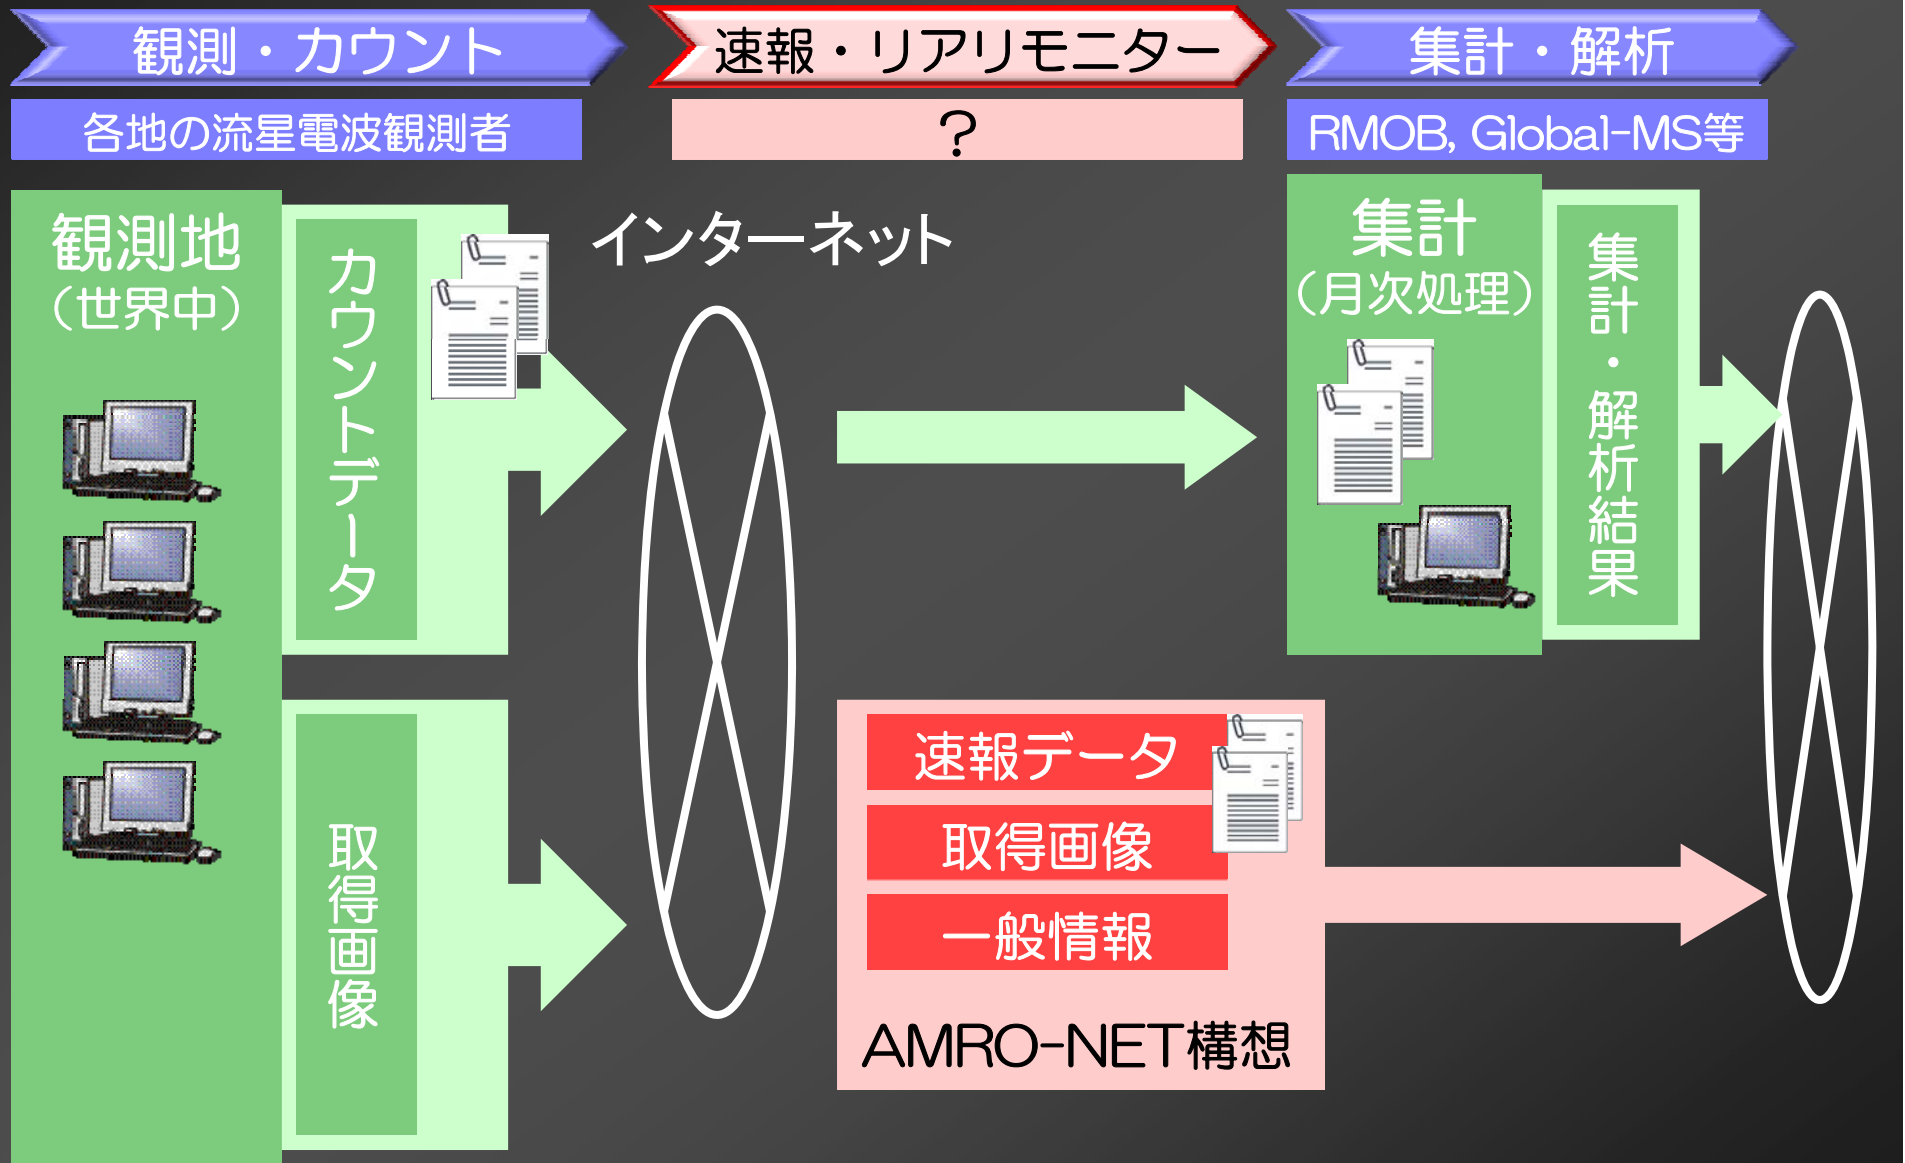 観測・カウント
速報・リアリモニター
集計・解析
各地の流星電波観測者
?
RMOB, Global-MS等
観測地
(世界中)
カウントデータ
インターネット
集計
(月次処理)
集計・解析結果
取得画像
速報データ
取得画像
一般情報
AMRO-NET構想